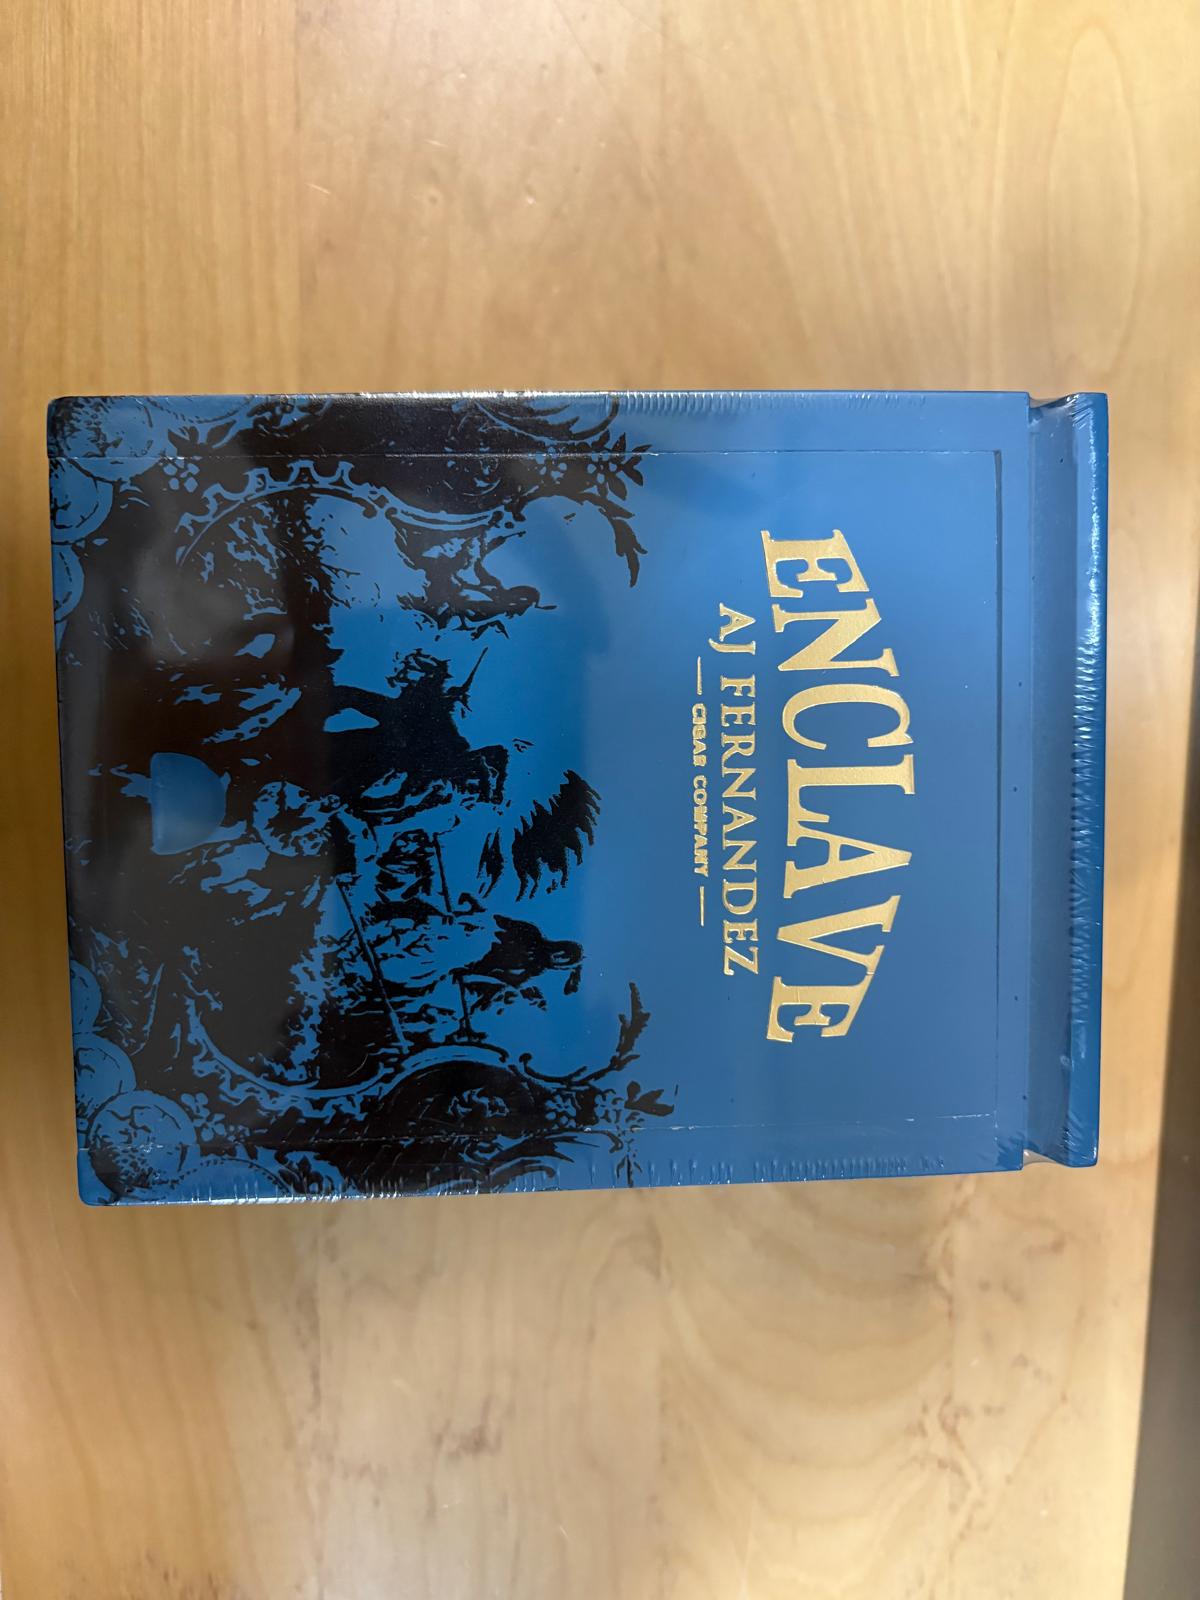 ENCLAVE
AJ FERNANDEZ
— CIGAR COMPANY —